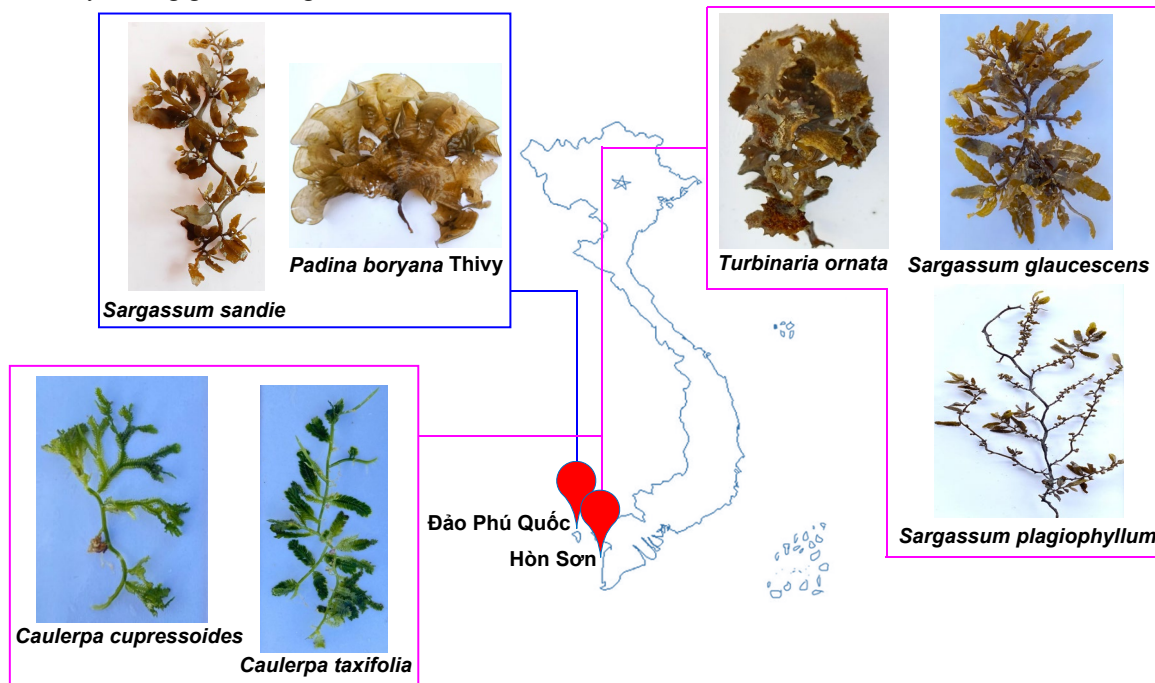 Padina boryana Thivy
Sargassum sandie
Turbinaria ornata
Sargassum glaucescens
Sargassum plagiophyllum
Đảo Phú Quốc
Hòn Sơn
Caulerpa cupressoides
Caulerpa taxifolia